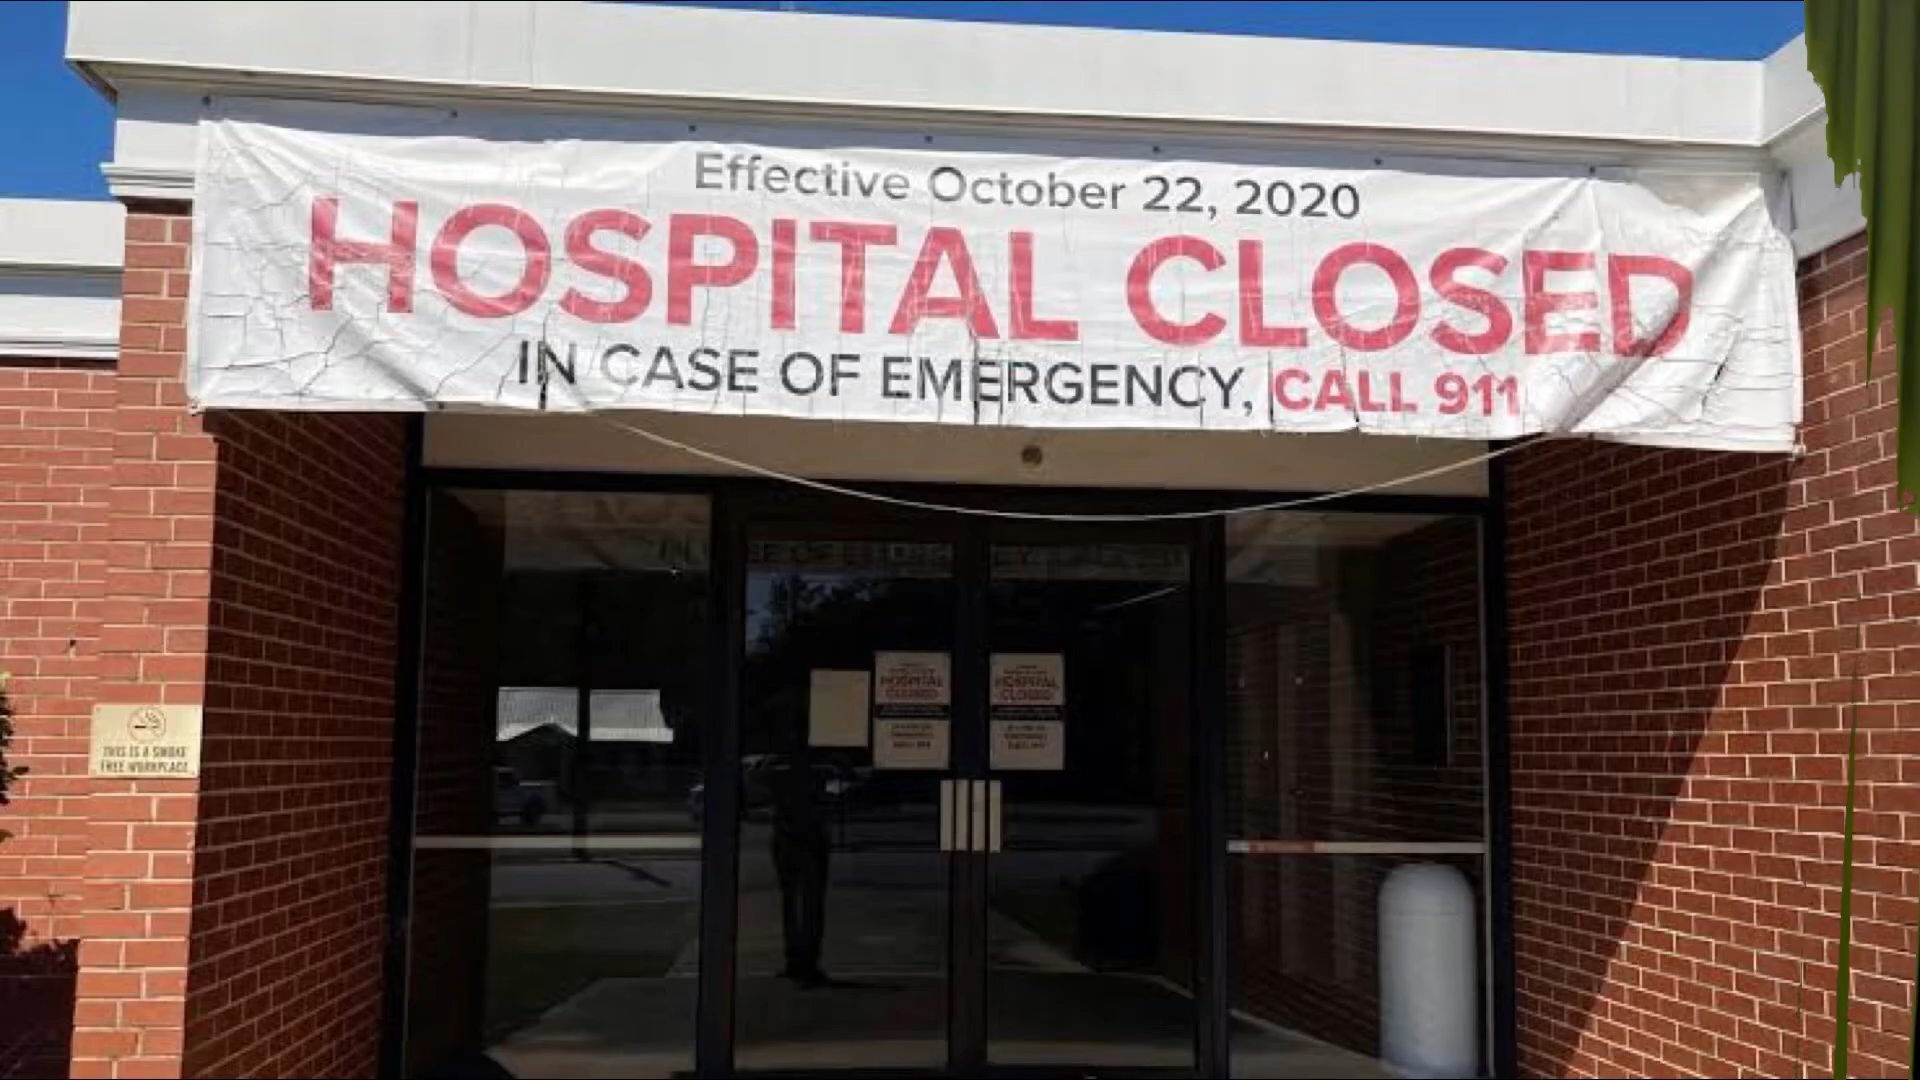 Effective October 22, 2020
HOSPITAL CLOSED
IN CASE OF EMERGENCY, CALL 911
HOSPITAL
CLOSED
HOSPITAL
CLOSED
THIS IS A SMOKE
FREE WORKPLACE